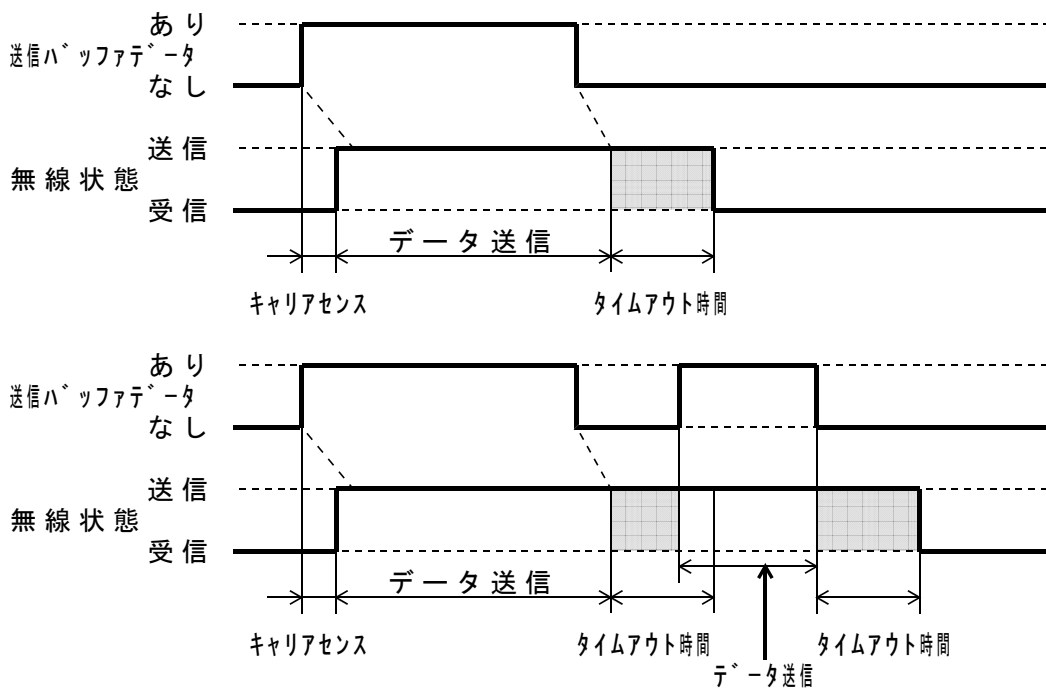 あり
送信ﾊﾞｯﾌｧﾃﾞｰﾀ
なし
送信
無線状態
受信
データ送信
ｷｬﾘｱｾﾝｽ
ﾀｲﾑｱｳﾄ時間
あり
送信ﾊﾞｯﾌｧﾃﾞｰﾀ
なし
送信
無線状態
受信
データ送信
ｷｬﾘｱｾﾝｽ
ﾀｲﾑｱｳﾄ時間
ﾀｲﾑｱｳﾄ時間
ﾃﾞｰﾀ送信